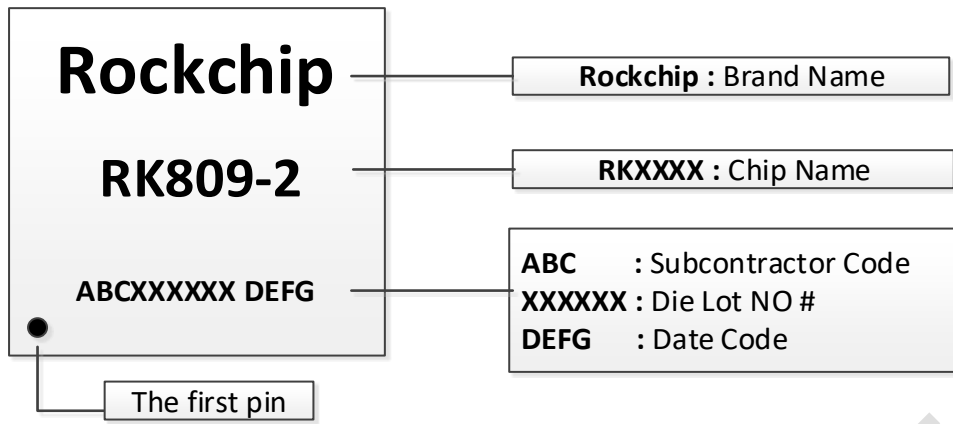 Rockchip
Rockchip : Brand Name
RK809-2
RKXXXX : Chip Name
ABCXXXXXX DEFG
ABC : Subcontractor Code
XXXXXX : Die Lot NO #
DEFG : Date Code
The first pin